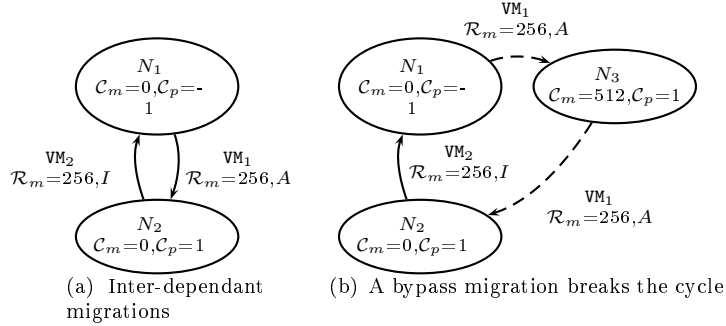 N₁
𝒞ₘ=0,𝒞ₚ=-
1
VM₂
ℛₘ=256,I
VM₁
ℛₘ=256,A
N₂
𝒞ₘ=0,𝒞ₚ=1
(a) Inter-dependant
migrations
VM₁
ℛₘ=256,A
N₁
𝒞ₘ=0,𝒞ₚ=-
1
N₃
𝒞ₘ=512,𝒞ₚ=1
VM₂
ℛₘ=256,I
VM₁
ℛₘ=256,A
N₂
𝒞ₘ=0,𝒞ₚ=1
(b) A bypass migration breaks the cycle